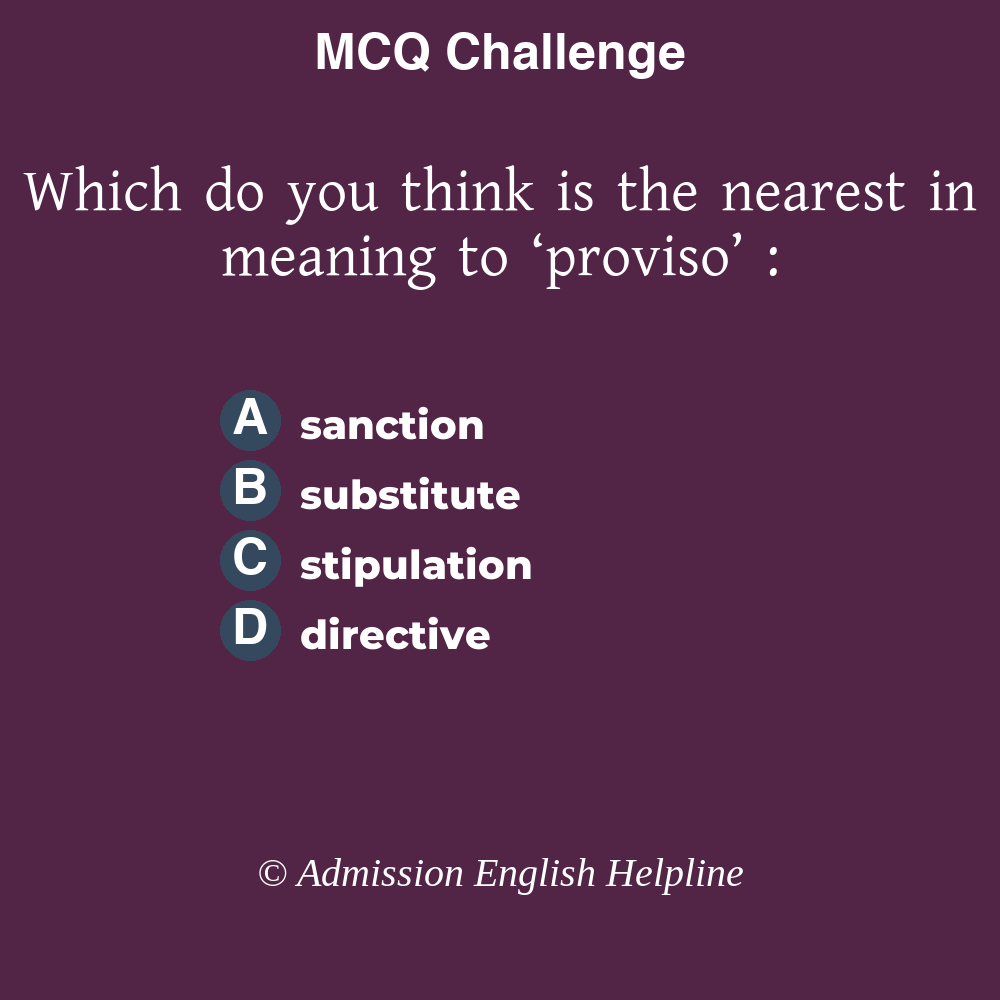 MCQ Challenge
Which do you think is the nearest in
meaning to ‘proviso’ :
A sanction
B substitute
C stipulation
D directive
© Admission English Helpline